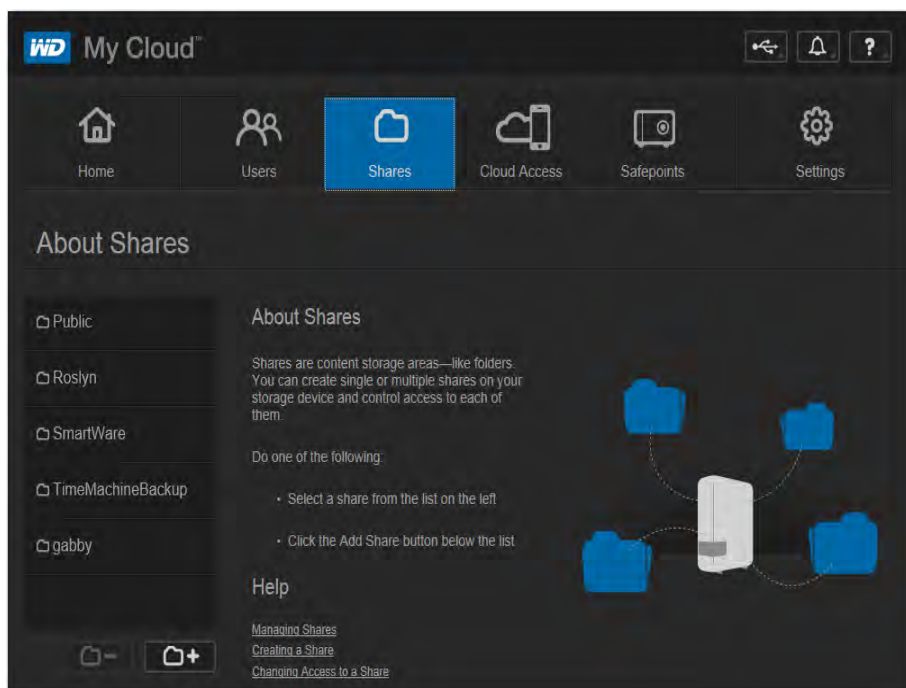 WD My Cloud™
?
Home Users Shares Cloud Access Safepoints Settings
About Shares
Public
Roslyn
SmartWare
TimeMachineBackup
gabby
About Shares
Shares are content storage areas—like folders.
You can create single or multiple shares on your
storage device and control access to each of
them.
Do one of the following:
• Select a share from the list on the left
• Click the Add Share button below the list
Help
Managing Shares
Creating a Share
Changing Access to a Share